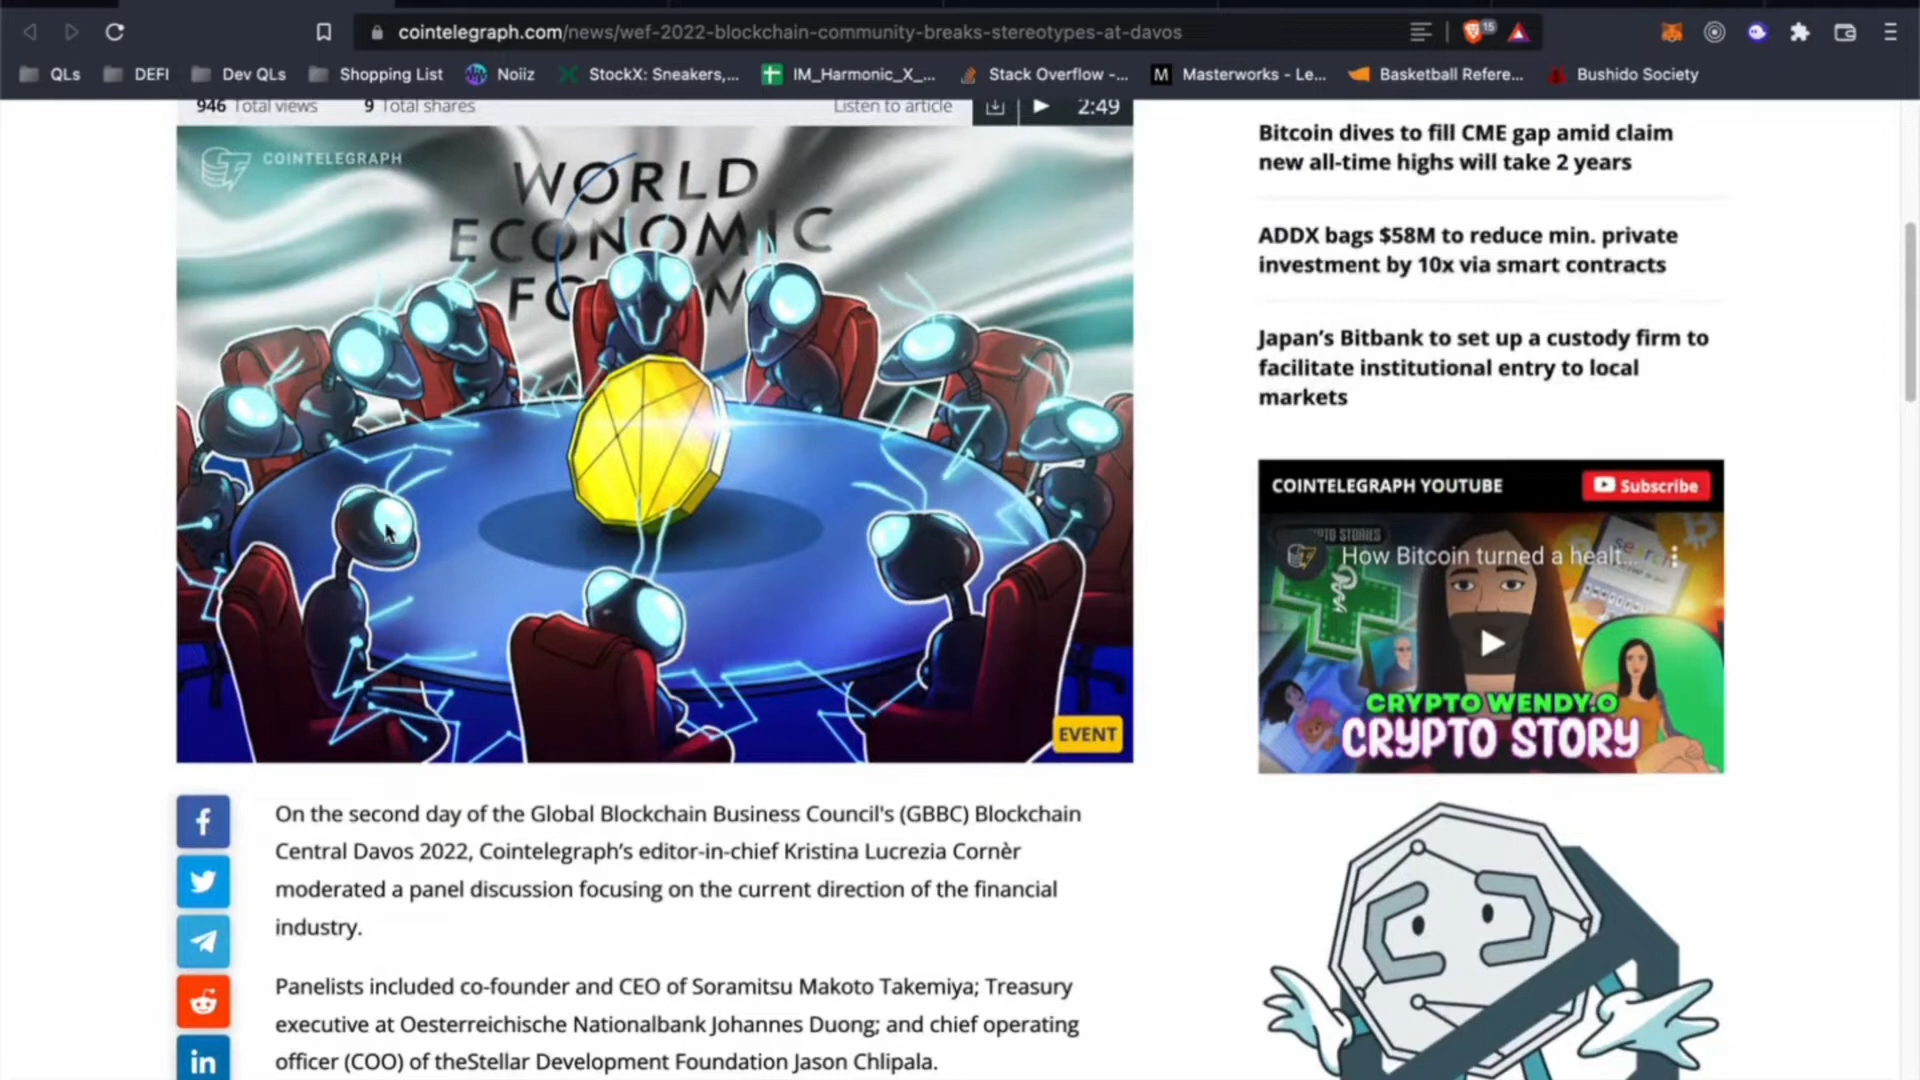 cointelegraph.com/news/wef-2022-blockchain-community-breaks-stereotypes-at-davos
15
QLs
DEFI
Dev QLs
Shopping List
Noiiz
StockX: Sneakers,...
IM_Harmonic_X_...
Stack Overflow -...
M
Masterworks - Le...
Basketball Refere...
Bushido Society
946 Total views
9 Total shares
Listen to article
2:49
COINTELEGRAPH
WORLD
ECONOMIC
EVENT
On the second day of the Global Blockchain Business Council's (GBBC) Blockchain
Central Davos 2022, Cointelegraph's editor-in-chief Kristina Lucrezia Cornèr
moderated a panel discussion focusing on the current direction of the financial
industry.
Panelists included co-founder and CEO of Soramitsu Makoto Takemiya; Treasury
executive at Oesterreichische Nationalbank Johannes Duong; and chief operating
officer (COO) of theStellar Development Foundation Jason Chlipala.
Bitcoin dives to fill CME gap amid claim
new all-time highs will take 2 years
ADDX bags $58M to reduce min. private
investment by 10x via smart contracts
Japan’s Bitbank to set up a custody firm to
facilitate institutional entry to local
markets
COINTELEGRAPH YOUTUBE
Subscribe
How Bitcoin turned a healt...
CRYPTO WENDY.O
CRYPTO STORY